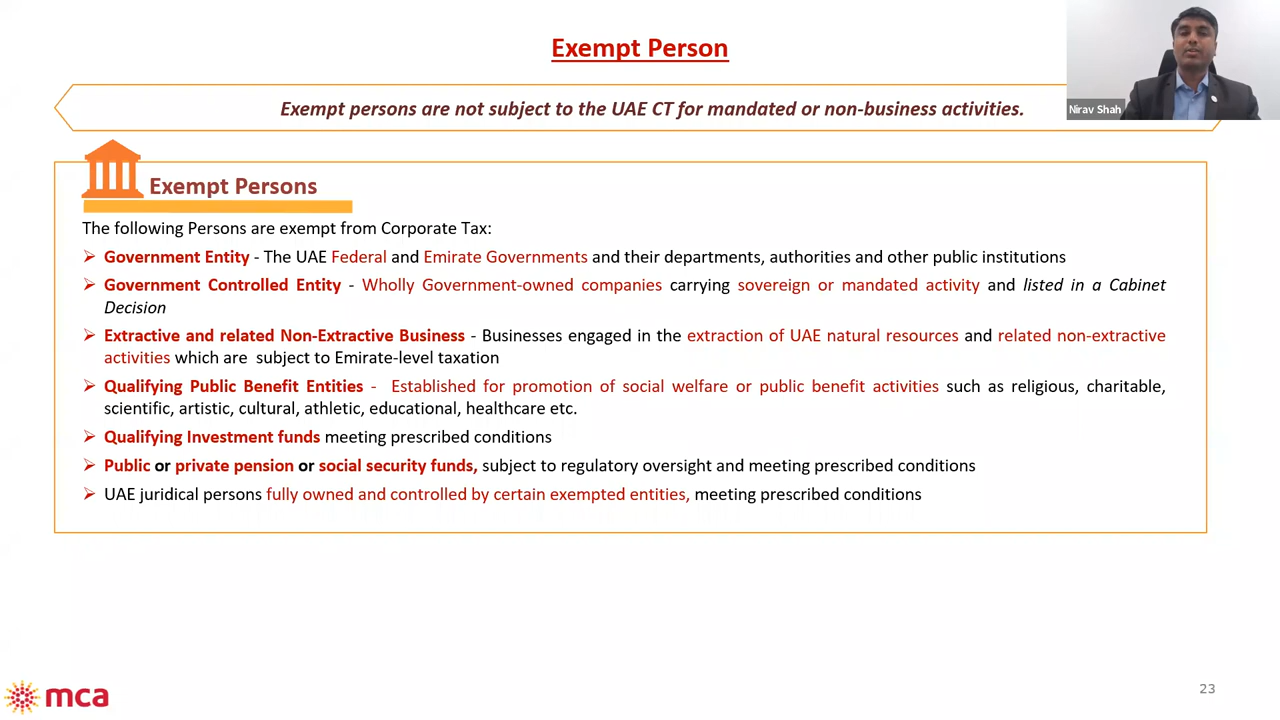 Exempt Person
Exempt persons are not subject to the UAE CT for mandated or non-business activities.
Nirav Shah
Exempt Persons
The following Persons are exempt from Corporate Tax:
➢ Government Entity - The UAE Federal and Emirate Governments and their departments, authorities and other public institutions
➢ Government Controlled Entity - Wholly Government-owned companies carrying sovereign or mandated activity and listed in a Cabinet
Decision
➢ Extractive and related Non-Extractive Business - Businesses engaged in the extraction of UAE natural resources and related non-extractive
activities which are subject to Emirate-level taxation
➢ Qualifying Public Benefit Entities - Established for promotion of social welfare or public benefit activities such as religious, charitable,
scientific, artistic, cultural, athletic, educational, healthcare etc.
➢ Qualifying Investment funds meeting prescribed conditions
➢ Public or private pension or social security funds, subject to regulatory oversight and meeting prescribed conditions
➢ UAE juridical persons fully owned and controlled by certain exempted entities, meeting prescribed conditions
mca
23